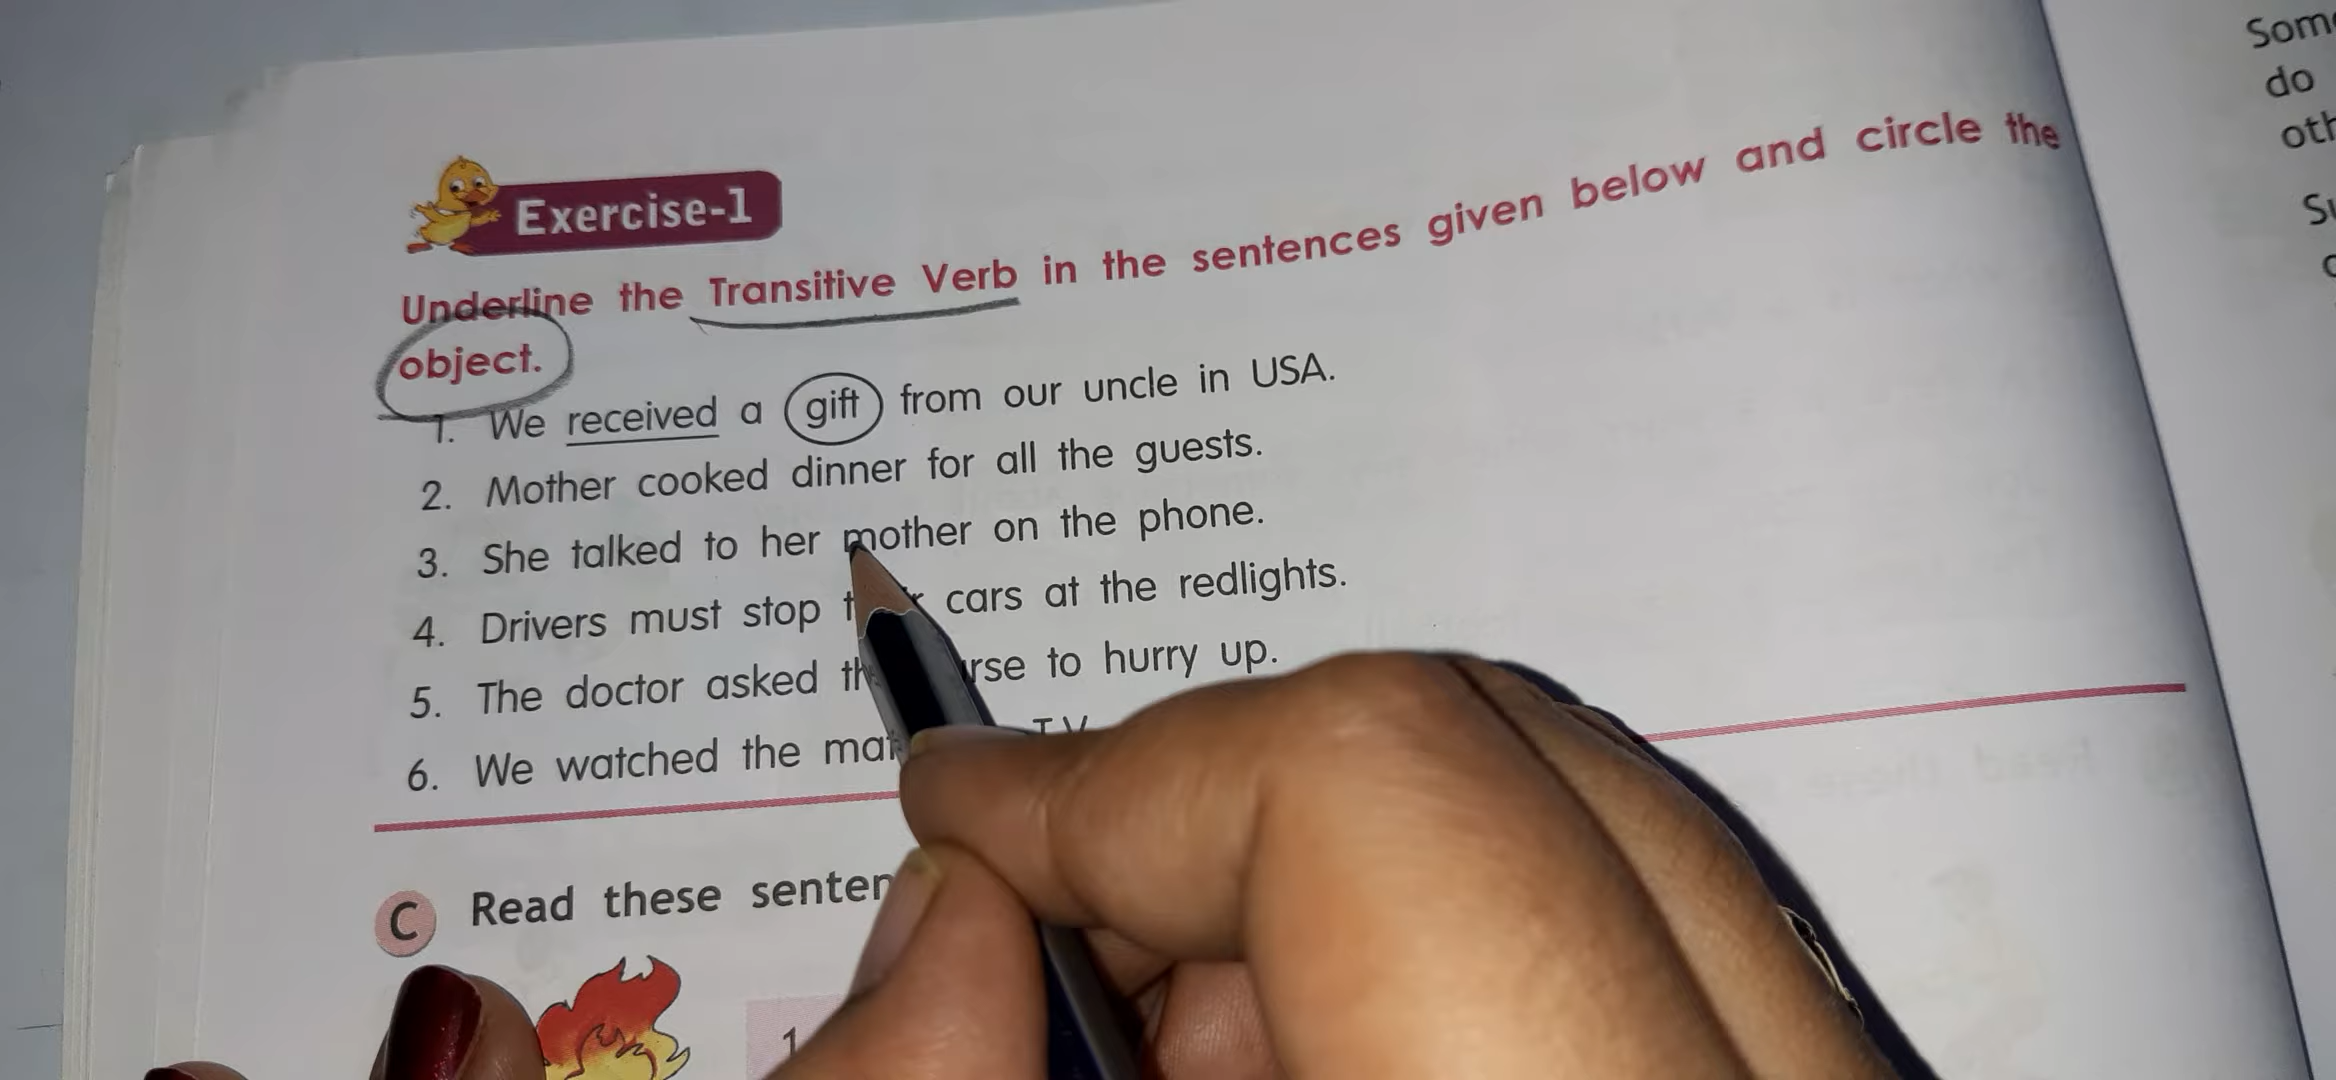 Exercise-1
Underline the Transitive Verb in the sentences given below and circle the
object.
1. We received a gift from our uncle in USA.
2. Mother cooked dinner for all the guests.
3. She talked to her mother on the phone.
4. Drivers must stop cars at the redlights.
5. The doctor asked to hurry up.
6. We watched the T.V.
C Read these
1
Som
do
oth